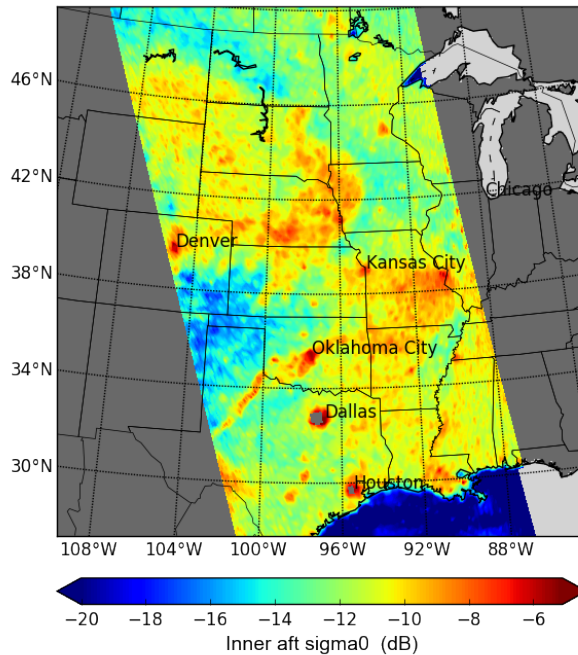 46°N
42°N
Chicago
Denver
Kansas City
38°N
Oklahoma City
34°N
Dallas
30°N
Houston
108°W 104°W 100°W 96°W 92°W 88°W
−20 −18 −16 −14 −12 −10 −8 −6
Inner aft sigma0 (dB)